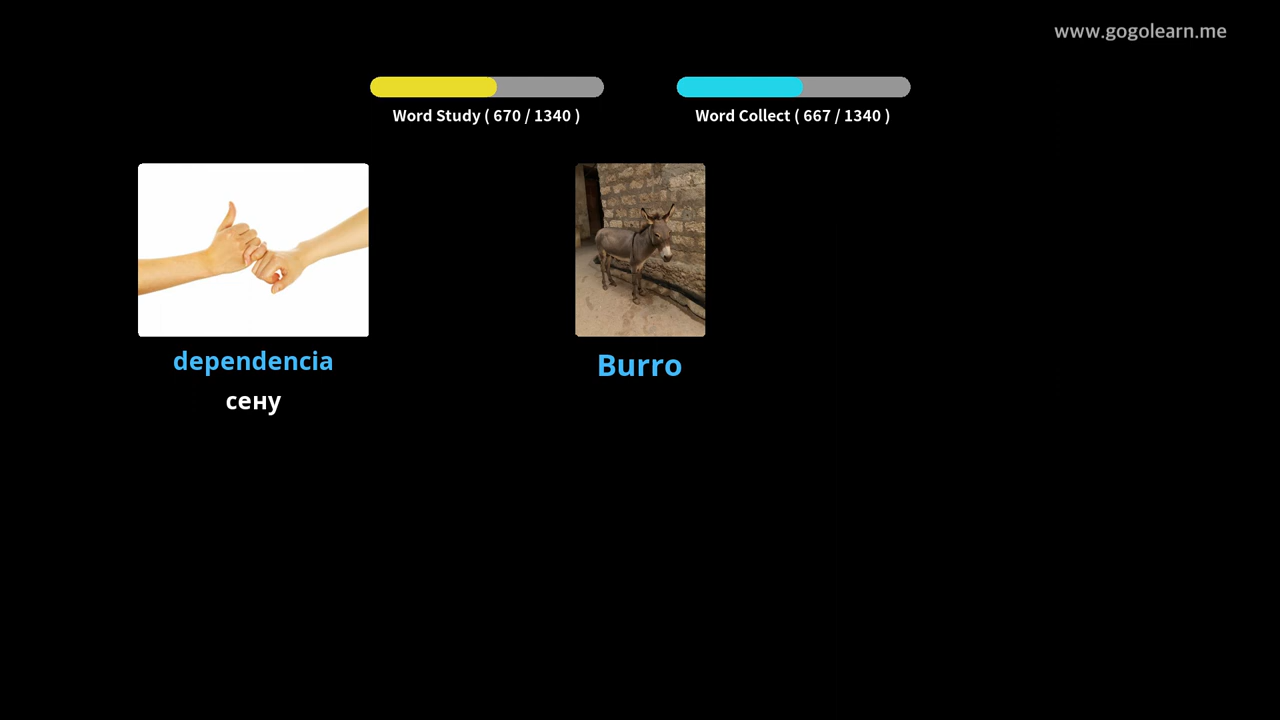 www.gogolearn.me
Word Study ( 670 / 1340 )
Word Collect ( 667 / 1340 )
dependencia
сену
Burro